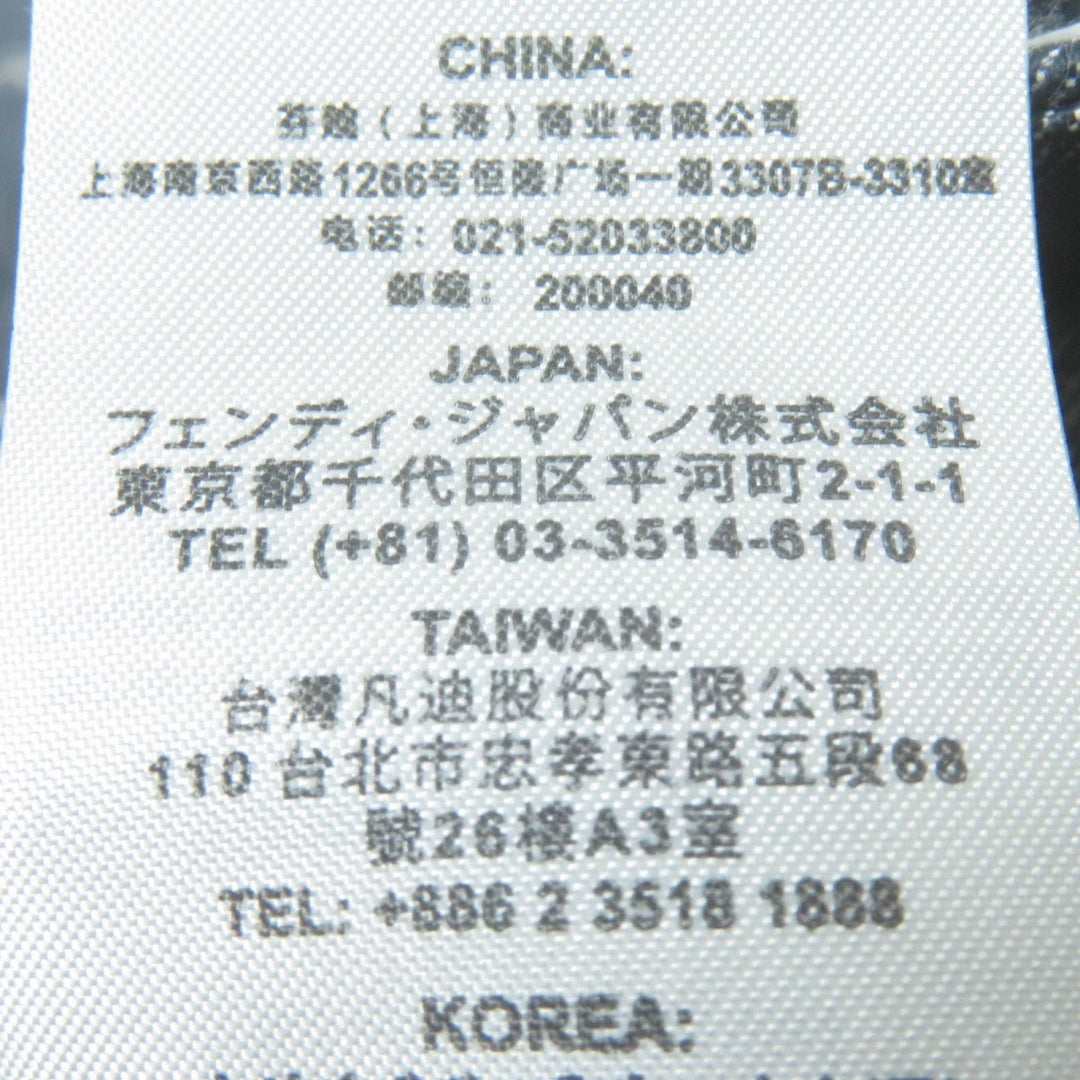 CHINA:
芬迪（上海）商业有限公司
上海南京西路1266号恒隆广场一期3307B-3310室
电话：021-52033800
邮编：200040
JAPAN:
フェンディ・ジャパン株式会社
東京都千代田区平河町2-1-1
TEL (+81) 03-3514-6170
TAIWAN:
台灣凡迪股份有限公司
110 台北市忠孝東路五段68
號26樓A3室
TEL: +886 2 3518 1888
KOREA: